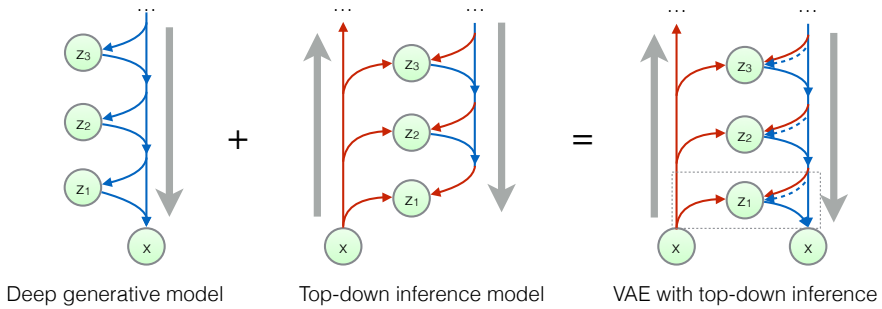 ... ... ... ... ...
z3 z3 z3
z2 + z2 = z2
z1 z1 z1
x x x x
Deep generative model Top-down inference model VAE with top-down inference